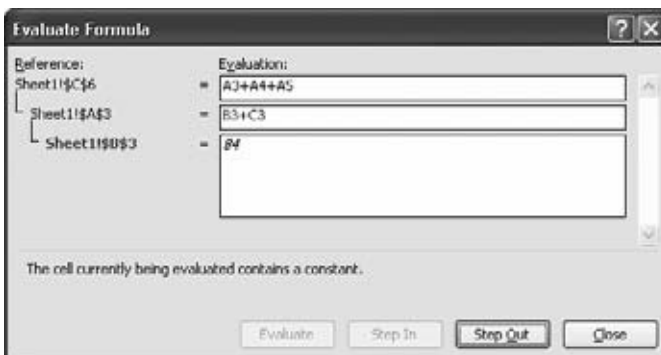 Evaluate Formula
Reference: Evaluation:
Sheet1!$C$6 = A3+A4+A5
Sheet1!$A$3 = B3+C3
Sheet1!$B$3 = 84
The cell currently being evaluated contains a constant.
Evaluate Step In Step Out Close